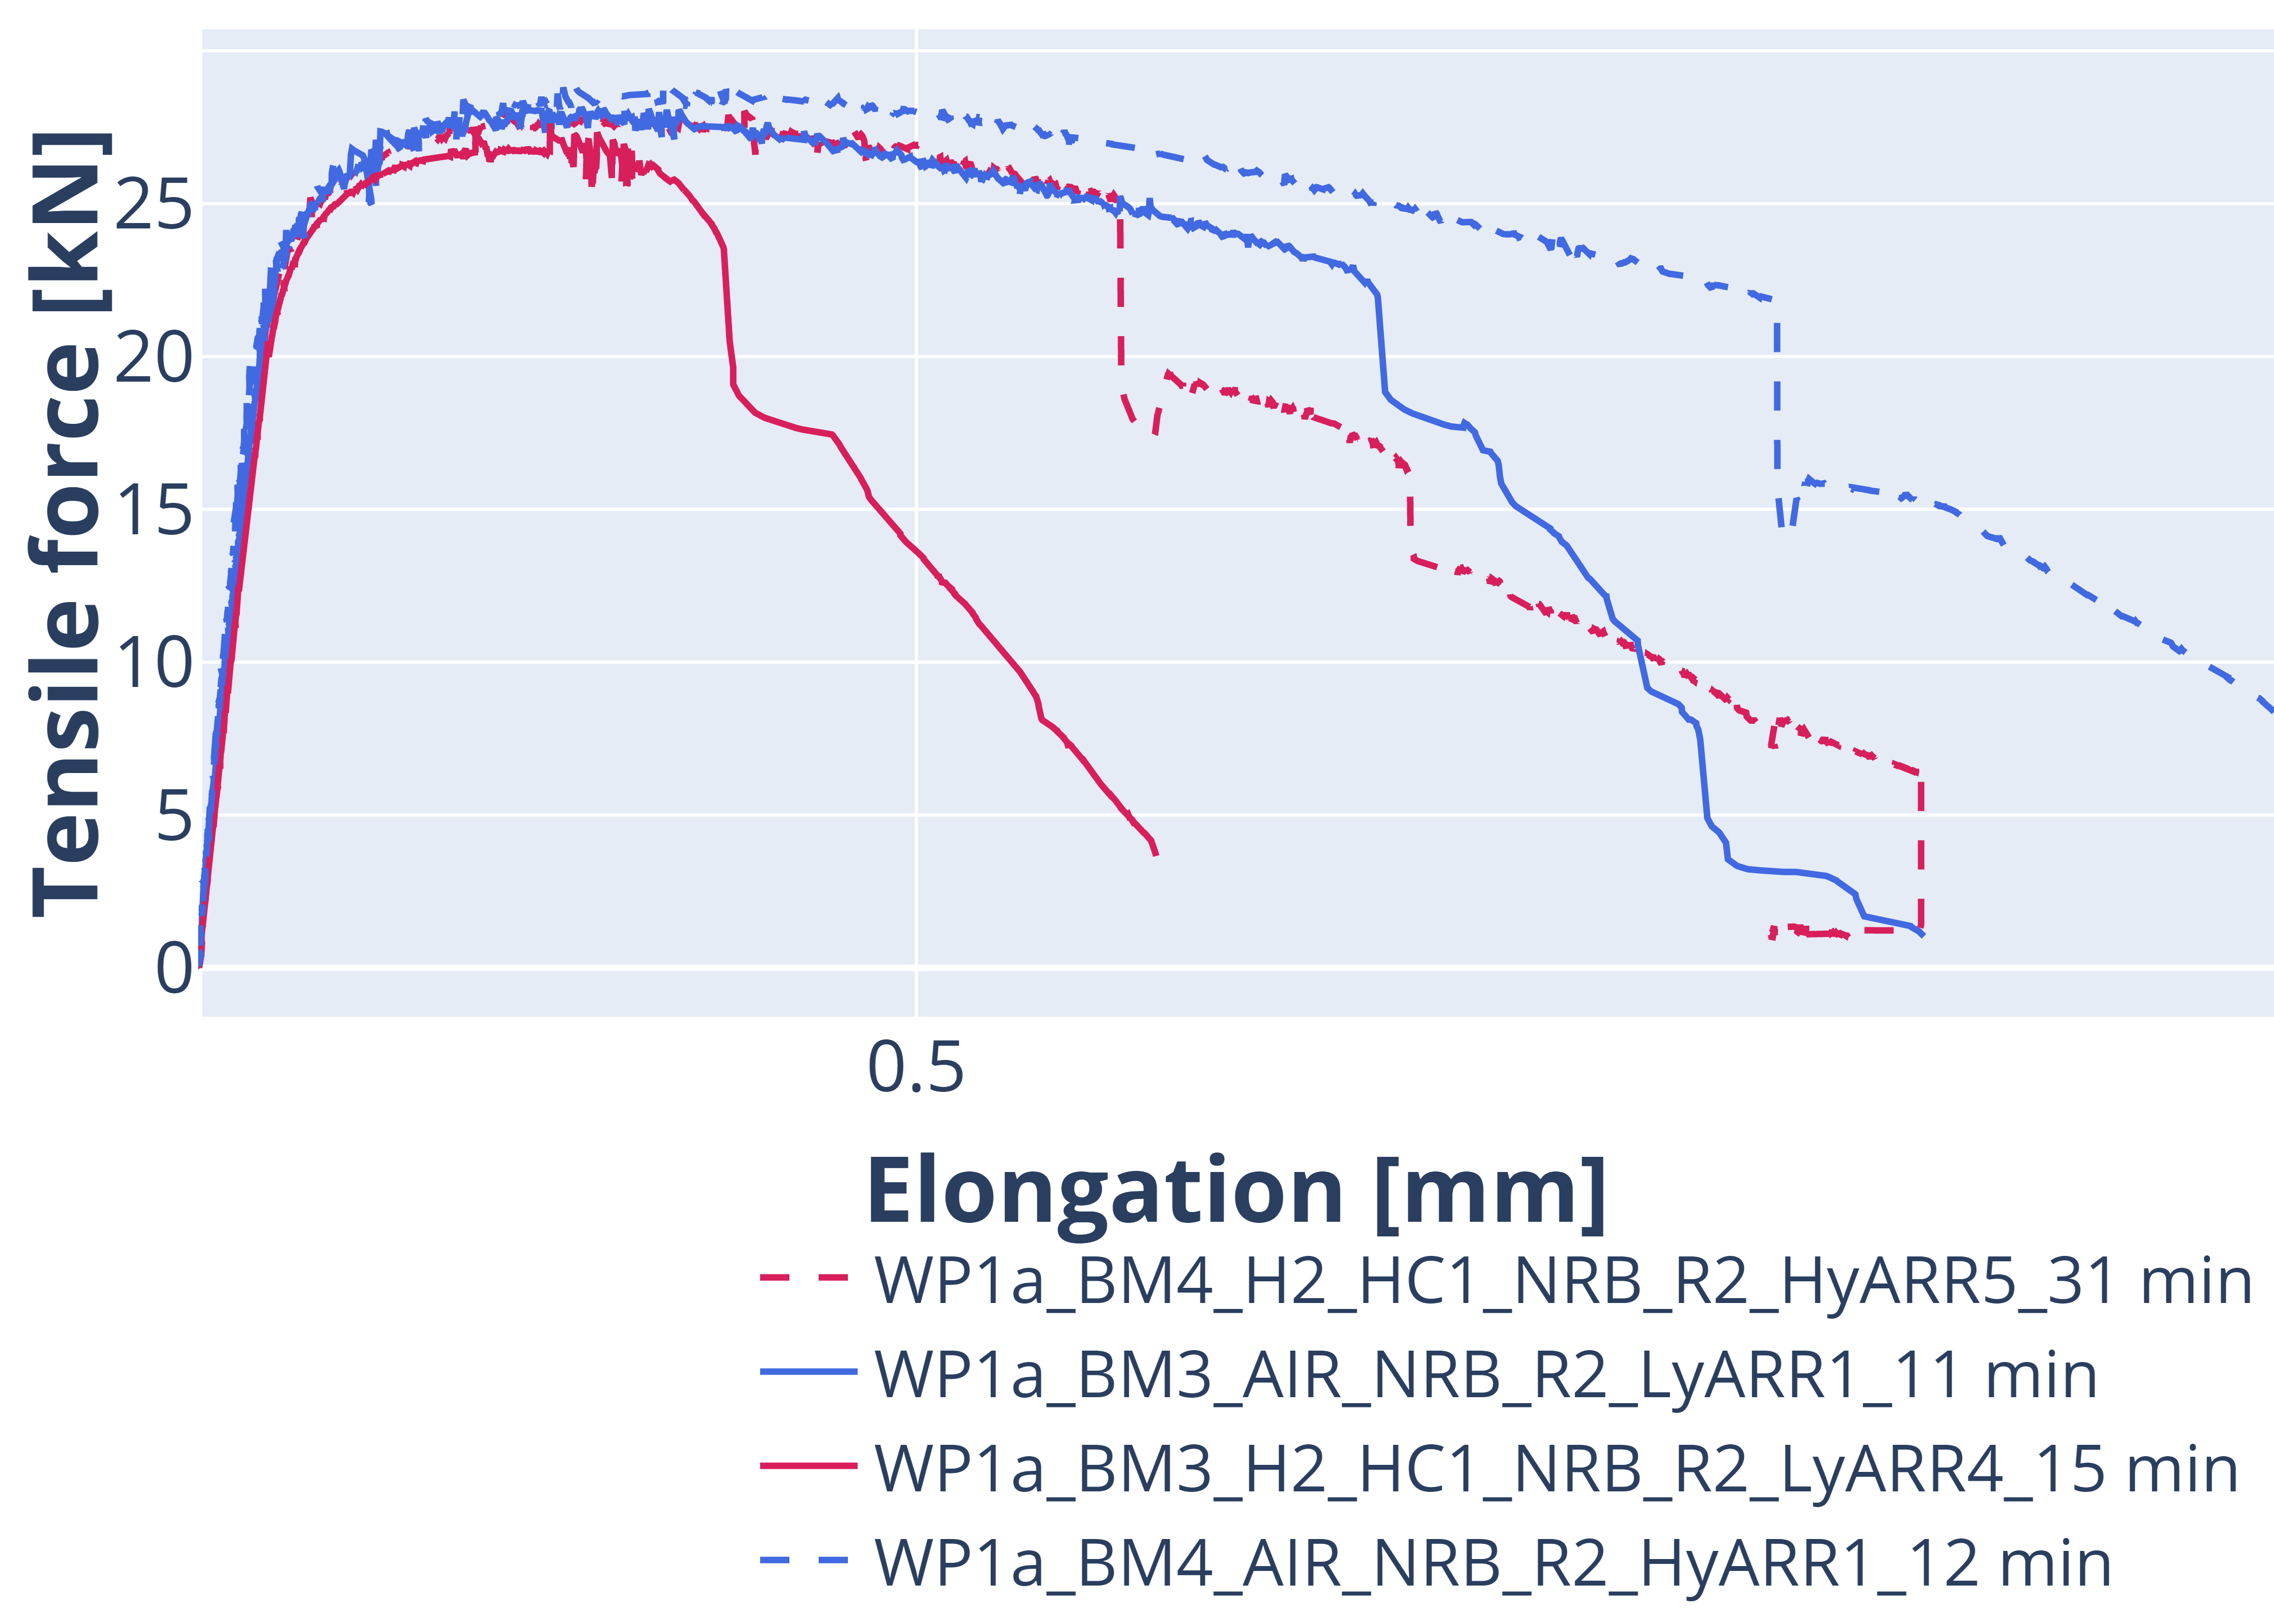 Tensile force [kN]
25
20
15
10
5
0
0.5
Elongation [mm]
WP1a_BM4_H2_HC1_NRB_R2_HyARR5_31 min
WP1a_BM3_AIR_NRB_R2_LyARR1_11 min
WP1a_BM3_H2_HC1_NRB_R2_LyARR4_15 min
WP1a_BM4_AIR_NRB_R2_HyARR1_12 min